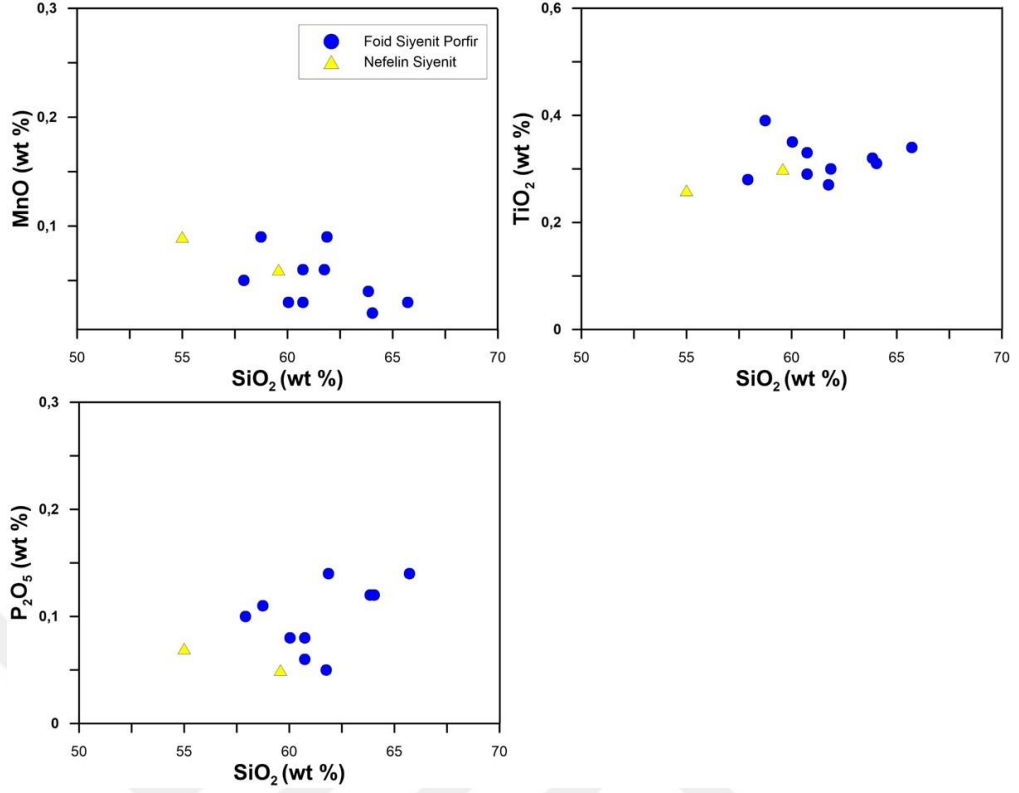 0,3
0,2
0,1
MnO (wt %)
Foid Siyenit Porfir
Nefelin Siyenit
50 55 60 65 70
SiO₂ (wt %)
0,6
0,4
0,2
0
TiO₂ (wt %)
50 55 60 65 70
SiO₂ (wt %)
0,3
0,2
0,1
0
P₂O₅ (wt %)
50 55 60 65 70
SiO₂ (wt %)